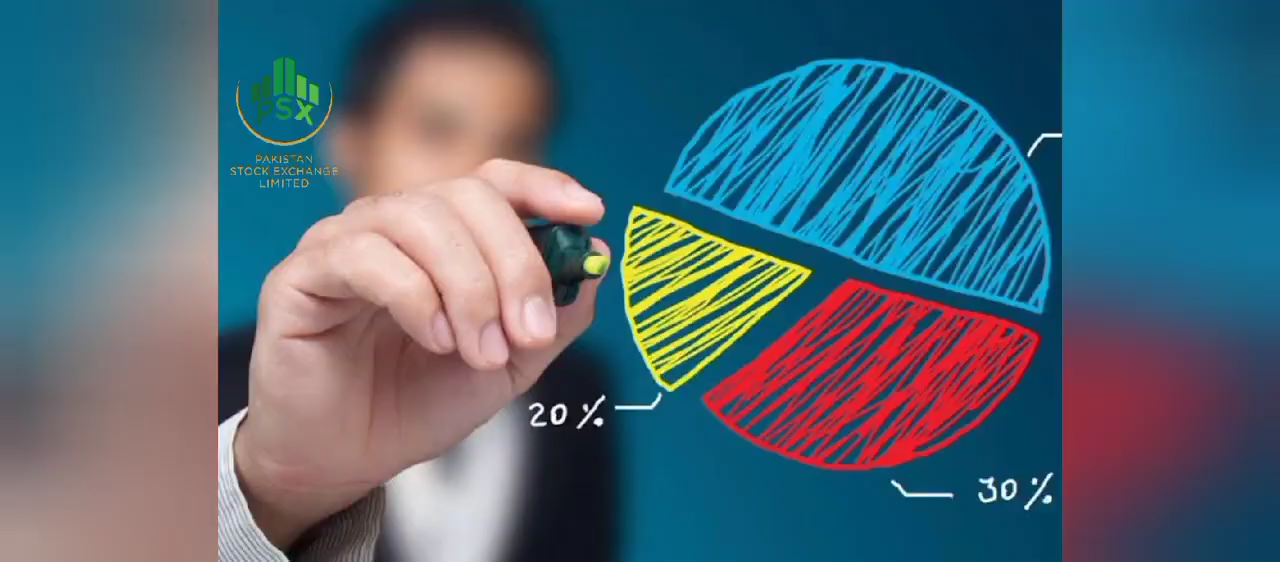 PSX
PAKISTAN
STOCK EXCHANGE
LIMITED
20%
30%